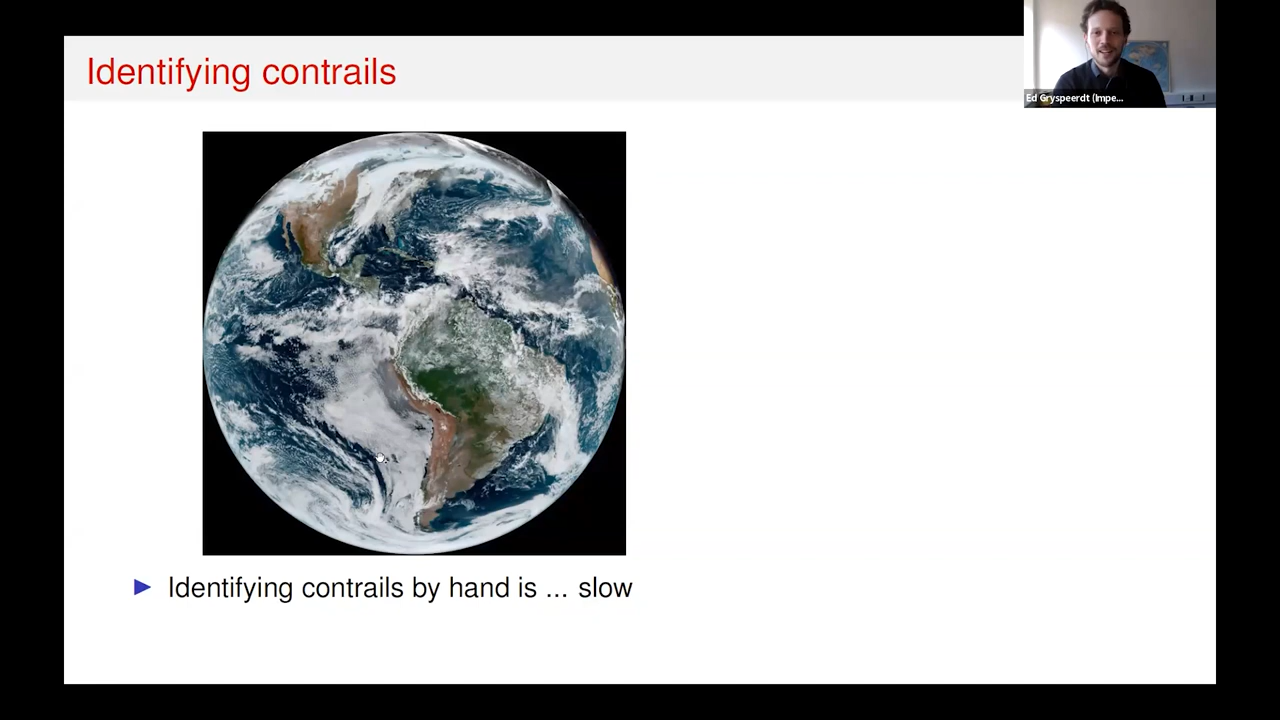 Identifying contrails
Ed Gryspeerdt (Impe...
Identifying contrails by hand is ... slow